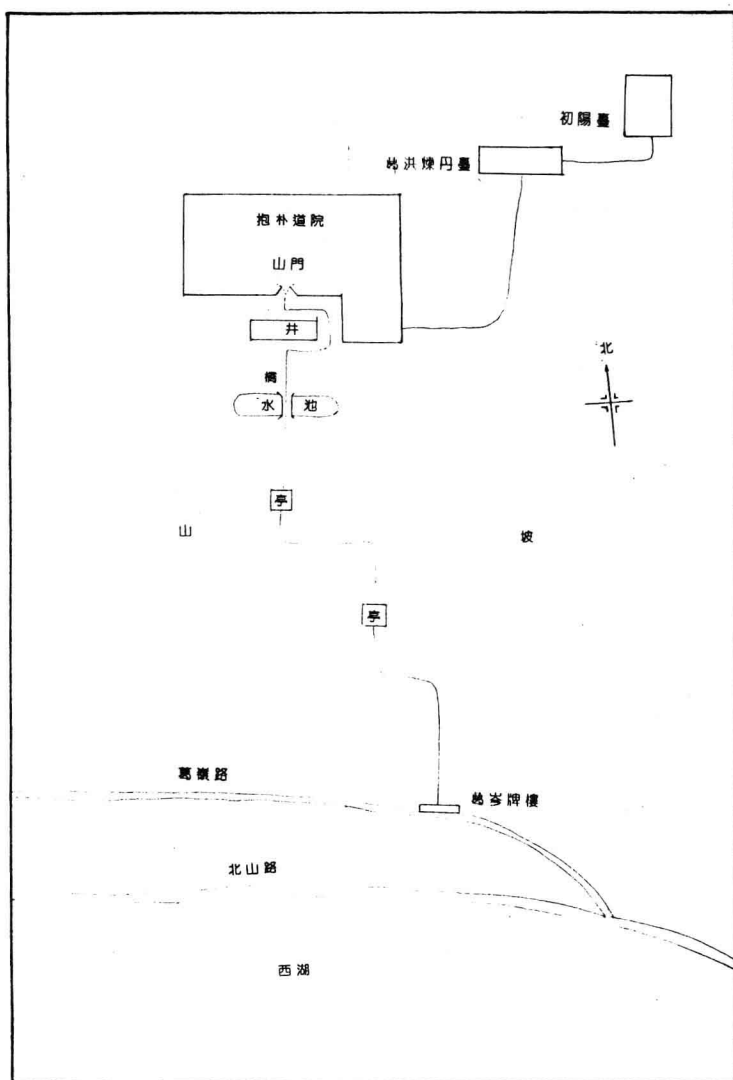 初陽臺
葛洪煉丹臺
抱朴道院
山門
井
北
橋
水 池
亭
山 坡
亭
葛嶺路
葛岺牌樓
北山路
西湖